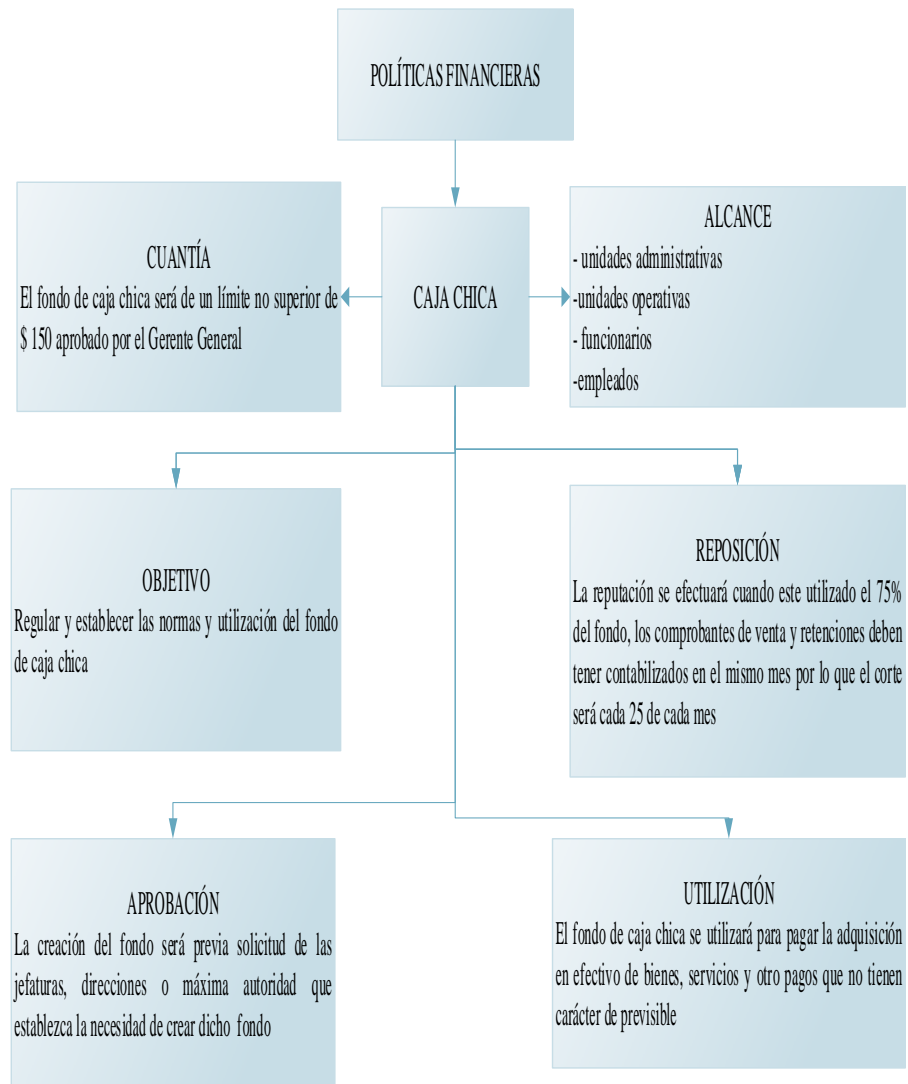 POLÍTICAS FINANCIERAS
CAJA CHICA
CUANTÍA
El fondo de caja chica será de un límite no superior de
$ 150 aprobado por el Gerente General
ALCANCE
- unidades administrativas
-unidades operativas
- funcionarios
-empleados
OBJETIVO
Regular y establecer las normas y utilización del fondo
de caja chica
REPOSICIÓN
La reputación se efectuará cuando este utilizado el 75%
del fondo, los comprobantes de venta y retenciones deben
tener contabilizados en el mismo mes por lo que el corte
será cada 25 de cada mes
APROBACIÓN
La creación del fondo será previa solicitud de las
jefaturas, direcciones o máxima autoridad que
establezca la necesidad de crear dicho fondo
UTILIZACIÓN
El fondo de caja chica se utilizará para pagar la adquisición
en efectivo de bienes, servicios y otro pagos que no tienen
carácter de previsible